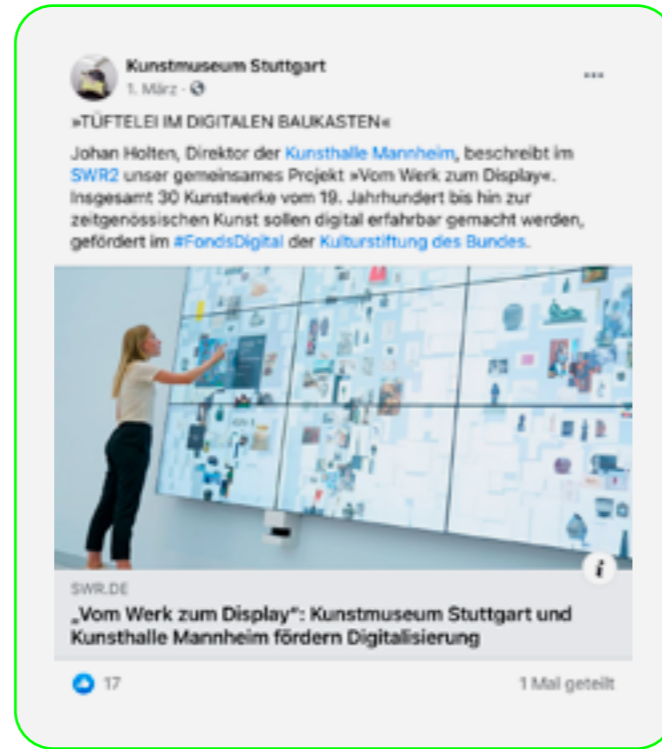 Kunstmuseum Stuttgart
1. März ·
»TÜFTELEI IM DIGITALEN BAUKASTEN«
Johan Holten, Direktor der Kunsthalle Mannheim, beschreibt im
SWR2 unser gemeinsames Projekt »Vom Werk zum Display«.
Insgesamt 30 Kunstwerke vom 19. Jahrhundert bis hin zur
zeitgenössischen Kunst sollen digital erfahrbar gemacht werden,
gefördert im #FondsDigital der Kulturstiftung des Bundes.
SWR.DE
„Vom Werk zum Display“: Kunstmuseum Stuttgart und
Kunsthalle Mannheim fördern Digitalisierung
17
1 Mal geteilt